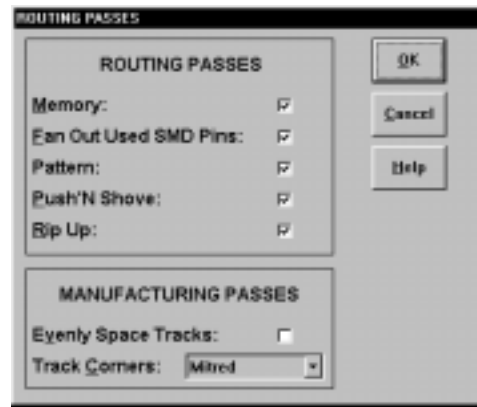 ROUTING PASSES
ROUTING PASSES
Memory:
Fan Out Used SMD Pins:
Pattern:
Push'N Shove:
Rip Up:
OK
Cancel
Help
MANUFACTURING PASSES
Evenly Space Tracks:
Track Corners: Mitred